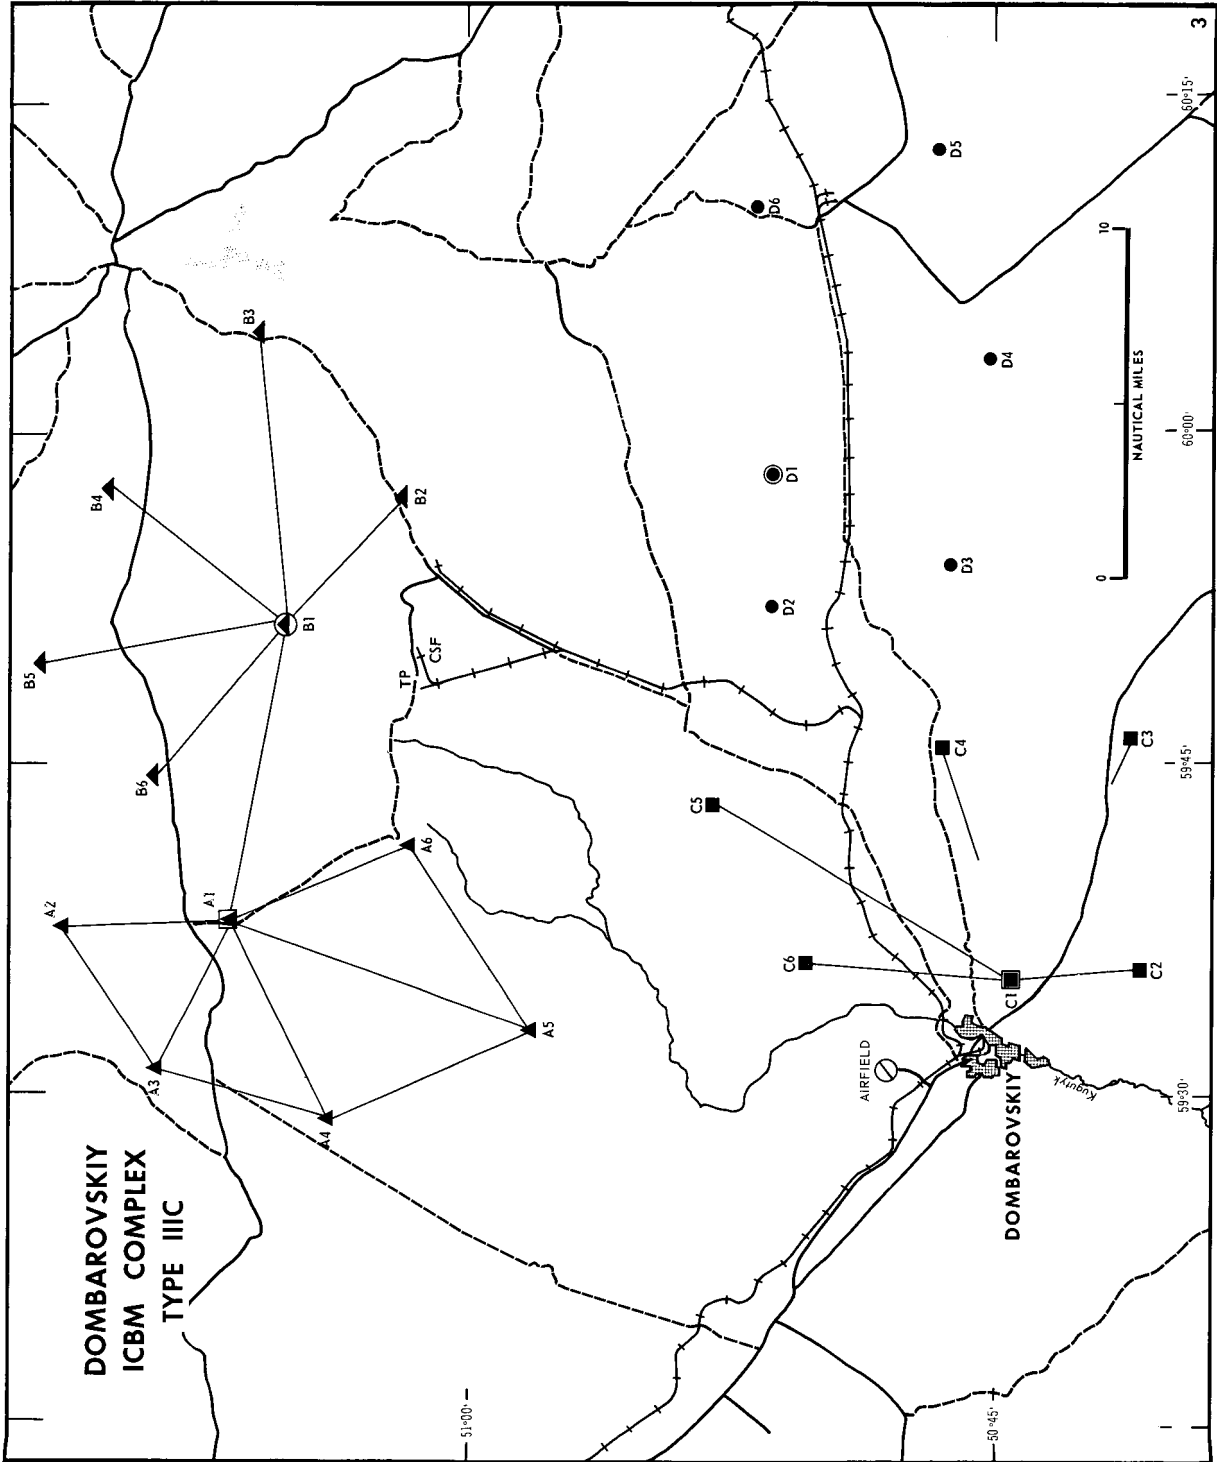 DOMBAROVSKIY
ICBM COMPLEX
TYPE IIIC
A3
A2
B6
B5
B4
A4
A1
B1
B3
A5
A6
TP
CSF
B2
51°00'
AIRFIELD
C6
C5
D2
D1
D6
DOMBAROVSKIY
Kugutyk
C1
C4
D3
D4
D5
50°45'
C2
C3
0
NAUTICAL MILES
10
59°30'
59°45'
60°00'
60°15'
3